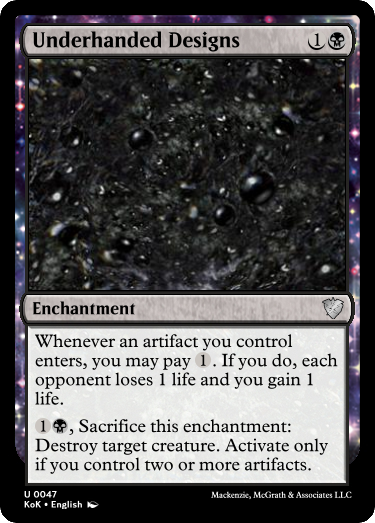 Underhanded Designs 1
Enchantment
Whenever an artifact you control
enters, you may pay 1. If you do, each
opponent loses 1 life and you gain 1
life.
1, Sacrifice this enchantment:
Destroy target creature. Activate only
if you control two or more artifacts.
U 0047
KoK • English
Mackenzie, McGrath & Associates LLC